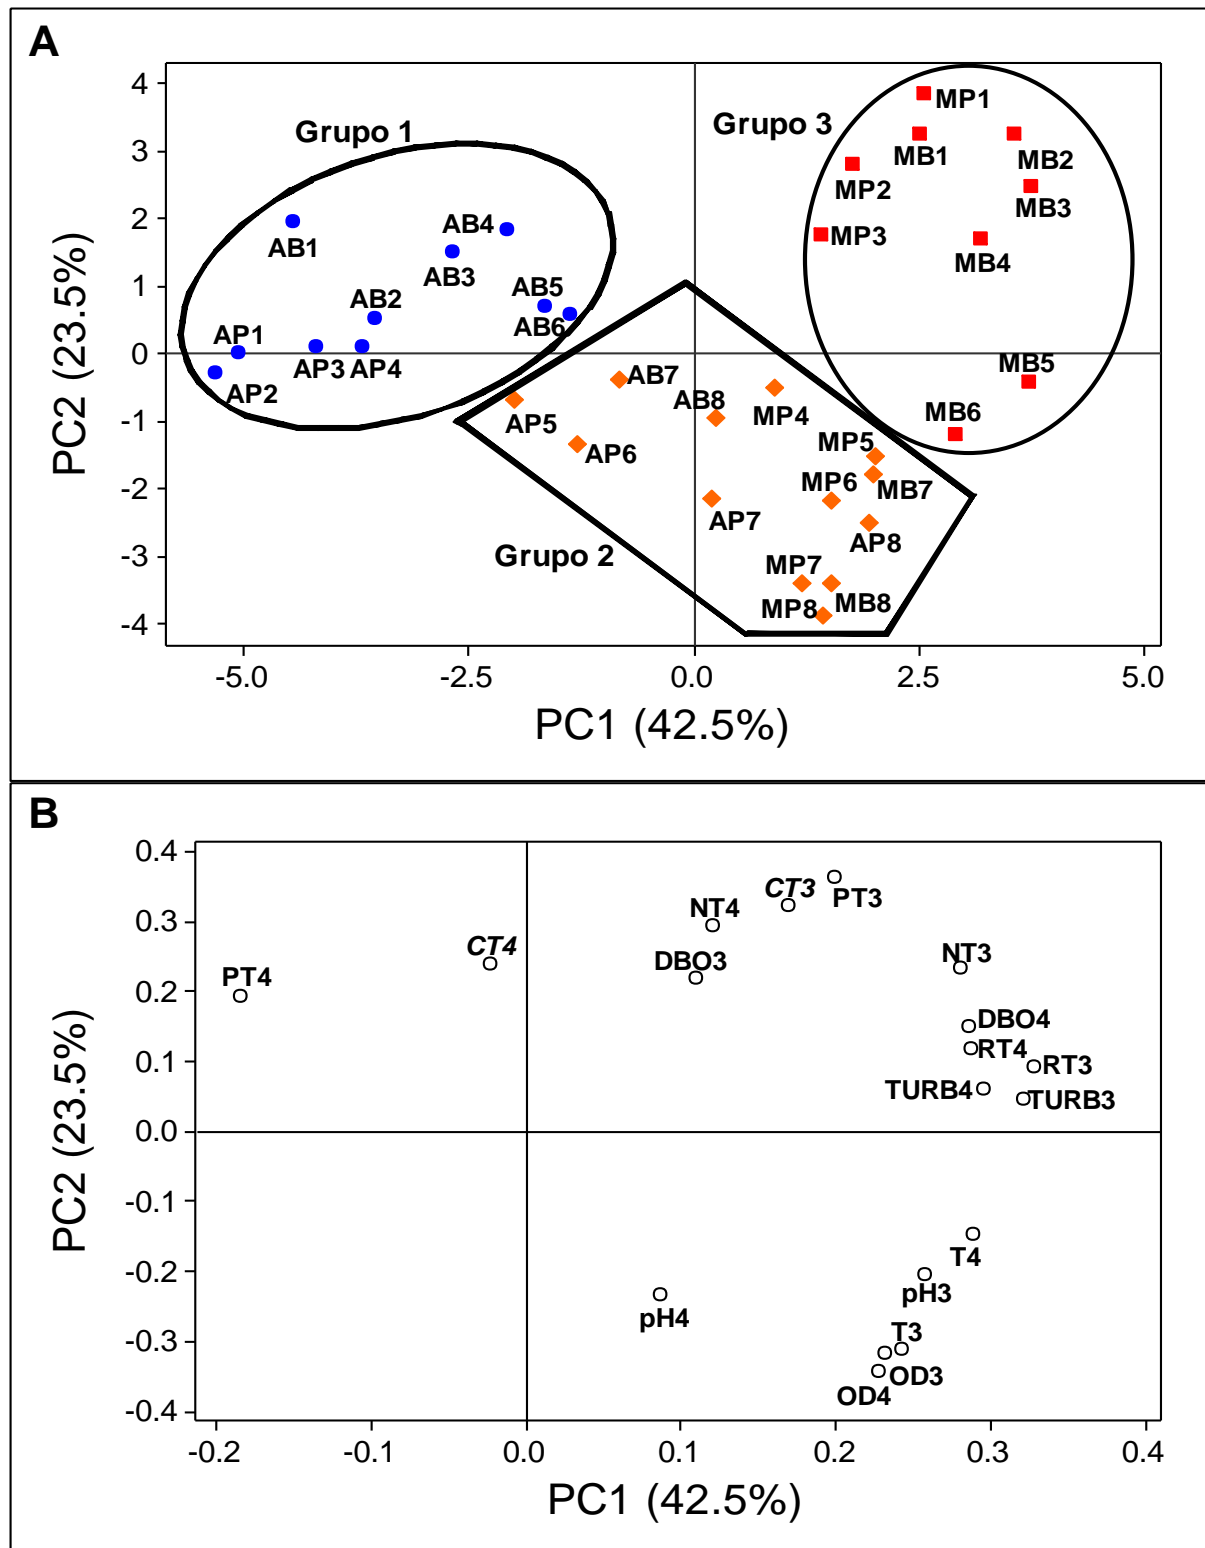 A
4
3
2
1
0
-1
-2
-3
-4
PC2 (23.5%)
Grupo 1
Grupo 3
MP1
MB1
MB2
MP2
MB3
MP3
MB4
AB1
AB4
AB3
AB5
AB2
AB6
AP1
AP3 AP4
AP2
MB5
AB7
AB8
MP4
MB6
AP5
MP5
AP6
MP6
MB7
AP7
AP8
Grupo 2
MP7
MP8
MB8
-5.0 -2.5 0.0 2.5 5.0
PC1 (42.5%)
B
0.4
0.3
0.2
0.1
0.0
-0.1
-0.2
-0.3
-0.4
PC2 (23.5%)
CT3
PT3
NT4
CT4
DBO3
NT3
PT4
DBO4
RT4
RT3
TURB4
TURB3
T4
pH3
pH4
T3
OD3
OD4
-0.2 -0.1 0.0 0.1 0.2 0.3 0.4
PC1 (42.5%)